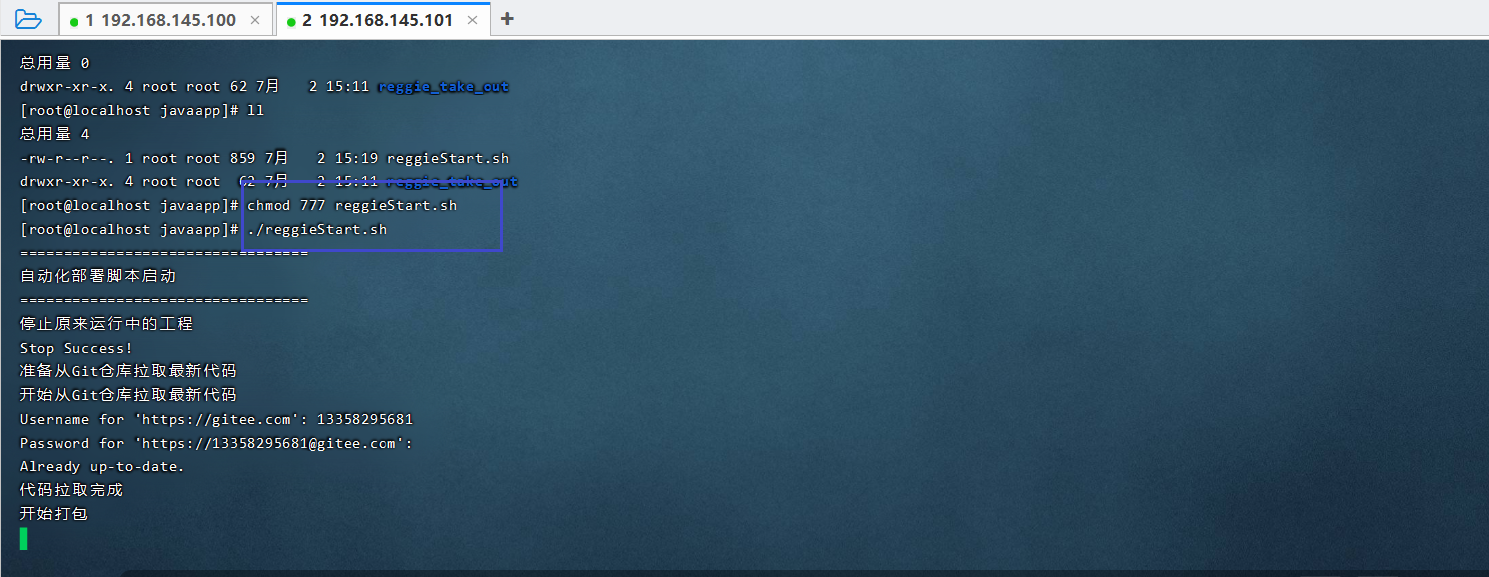 1 192.168.145.100 × 2 192.168.145.101 × +
总用量 0
drwxr-xr-x. 4 root root 62 7月   2 15:11 reggie_take_out
[root@localhost javaapp]# ll
总用量 4
-rw-r--r--. 1 root root 859 7月   2 15:19 reggieStart.sh
drwxr-xr-x. 4 root root  62 7月   2 15:11 reggie_take_out
[root@localhost javaapp]# chmod 777 reggieStart.sh
[root@localhost javaapp]# ./reggieStart.sh
=================================
自动化部署脚本启动
=================================
停止原来运行中的工程
Stop Success!
准备从Git仓库拉取最新代码
开始从Git仓库拉取最新代码
Username for 'https://gitee.com': 13358295681
Password for 'https://13358295681@gitee.com':
Already up-to-date.
代码拉取完成
开始打包